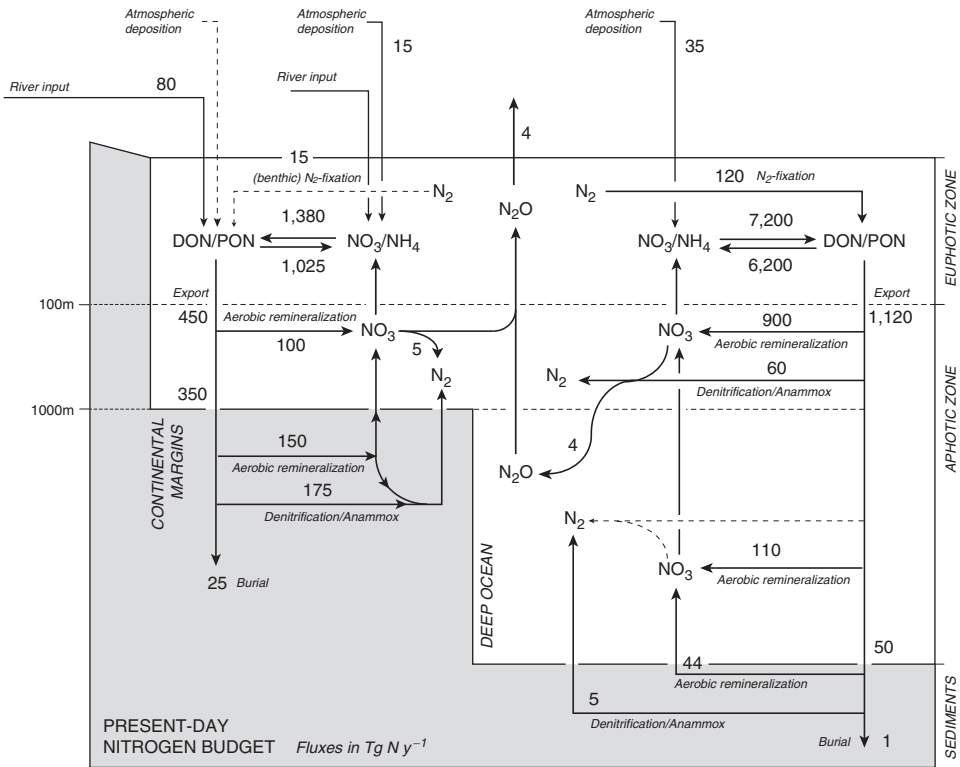 Atmospheric
deposition
Atmospheric
deposition
Atmospheric
deposition
15
35
River input
80
River input
4
15
(benthic) N₂-fixation
N₂
N₂
120 N₂-fixation
N₂O
1,380
7,200
DON/PON
NO₃/NH₄
NO₃/NH₄
DON/PON
1,025
6,200
EUPHOTIC ZONE
Export
Export
100m
450
Aerobic remineralization
NO₃
NO₃
900
1,120
100
5
Aerobic remineralization
N₂
N₂
60
Denitrification/Anammox
350
1000m
APHOTIC ZONE
CONTINENTAL
MARGINS
150
4
Aerobic remineralization
N₂O
175
Denitrification/Anammox
N₂
110
25 Burial
NO₃
Aerobic remineralization
DEEP OCEAN
50
44
Aerobic remineralization
5
Denitrification/Anammox
SEDIMENTS
PRESENT-DAY
NITROGEN BUDGET Fluxes in Tg N y⁻¹
Burial 1